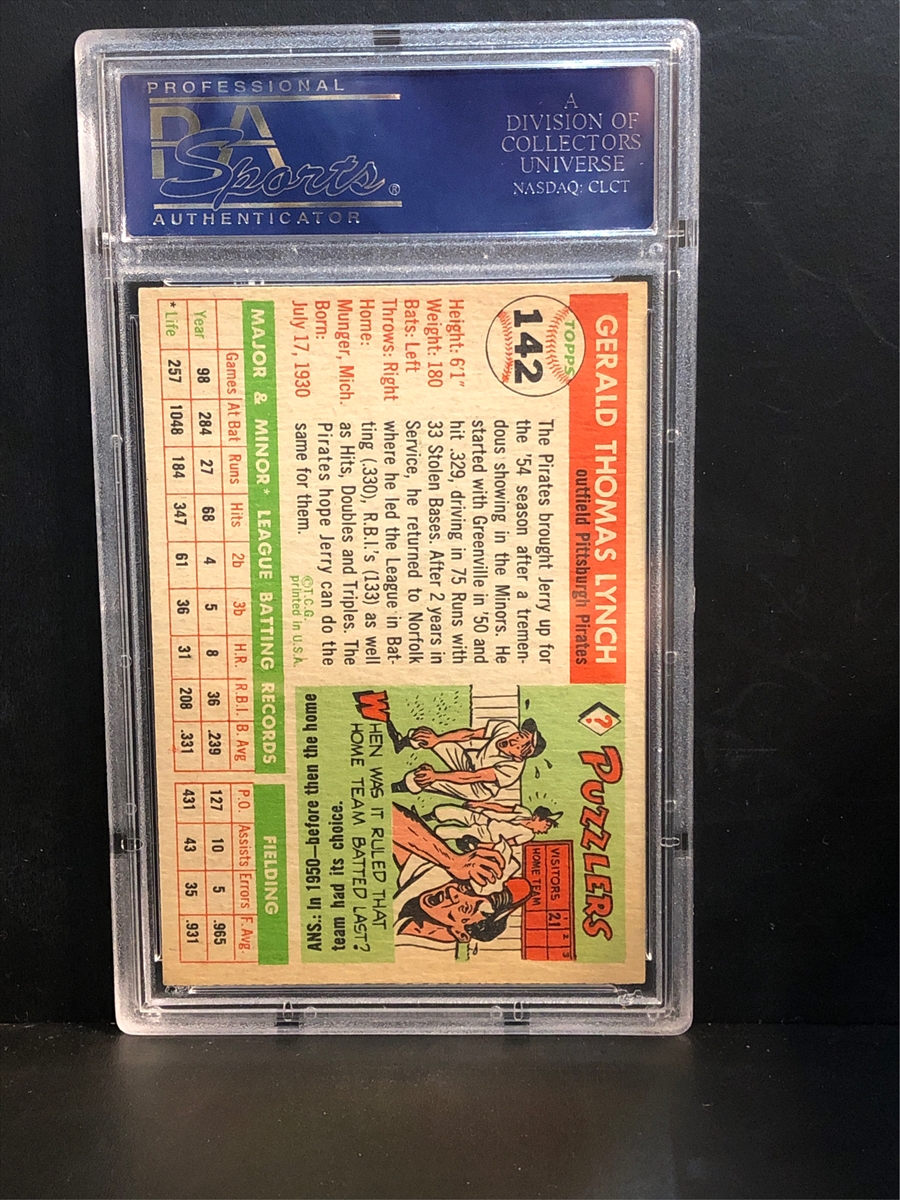 PROFESSIONAL
PSA
Sports®
AUTHENTICATOR
A
DIVISION OF
COLLECTORS
UNIVERSE
NASDAQ: CLCT
TOPPS
142
GERALD THOMAS LYNCH
outfield Pittsburgh Pirates
Height: 6'1"
Weight: 180
Bats: Left
Throws: Right
Home:
Munger, Mich.
Born:
July 17, 1930
The Pirates brought Jerry up for
the '54 season after a tremen-
dous showing in the Minors. He
started with Greenville in '50 and
hit .329, driving in 75 Runs with
33 Stolen Bases. After 2 years in
Service, he returned to Norfolk
where he led the League in Bat-
ting (.330), R.B.I.'s (133) as well
as Hits, Doubles and Triples. The
Pirates hope Jerry can do the
same for them.
©T.C.G.
printed in U.S.A.
? PUZZLERS
1 2 3
VISITORS 21
HOME TEAM
WHEN WAS IT RULED THAT
HOME TEAM BATTED LAST?
ANS.: In 1950—before then the home
team had its choice.
MAJOR & MINOR* LEAGUE BATTING RECORDS FIELDING
Games At Bat Runs Hits 2b 3b H.R. R.B.I. B. Avg P.O. Assists Errors F. Avg.
Year 98 284 27 68 4 5 8 36 .239 127 10 5 .965
* Life 257 1048 184 347 61 36 31 208 .331 431 43 35 .931